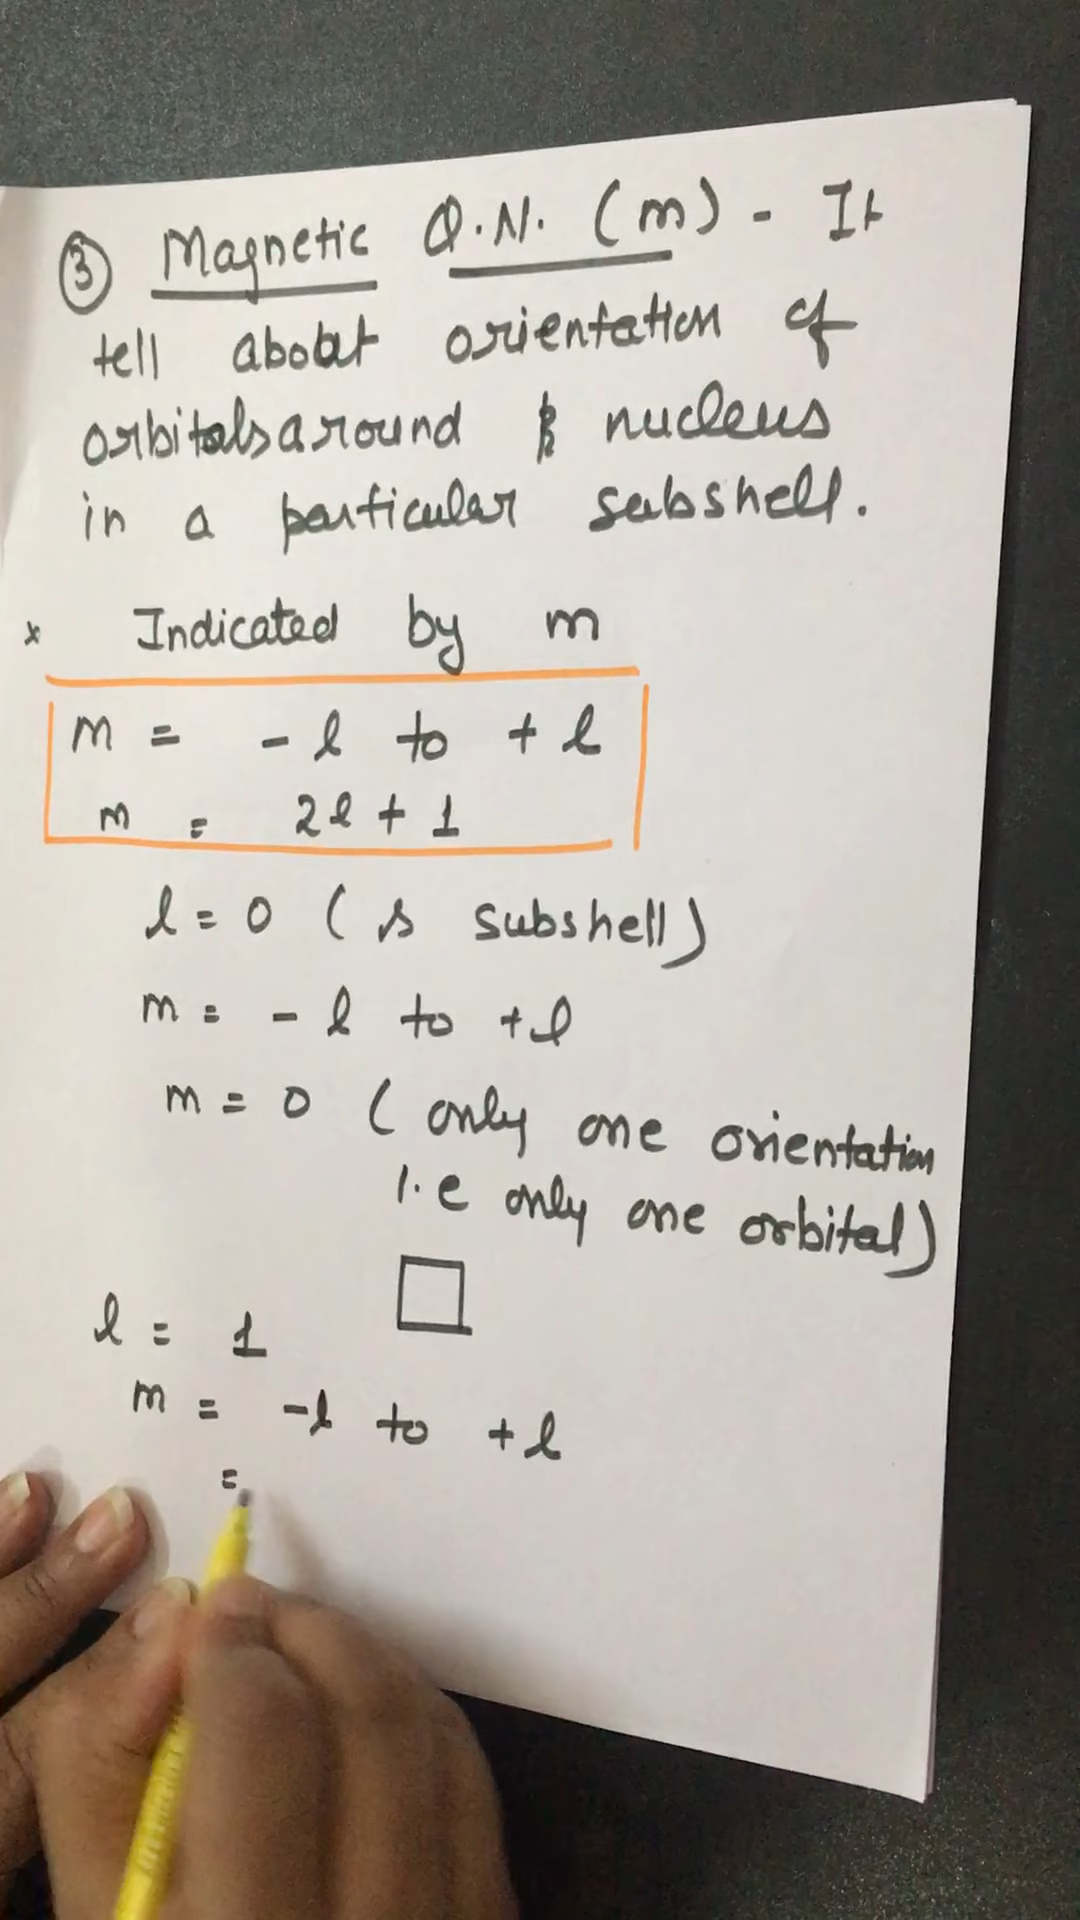 ③ Magnetic Q.N. (m) - It
tell about orientation of
orbitals around nucleus
in a particular subshell.
x Indicated by m
m = - l to + l
m = 2l + 1
l = 0 ( s subshell)
m = - l to + l
m = 0 ( only one orientation
i.e only one orbital)
l = 1
m = -l to + l
=